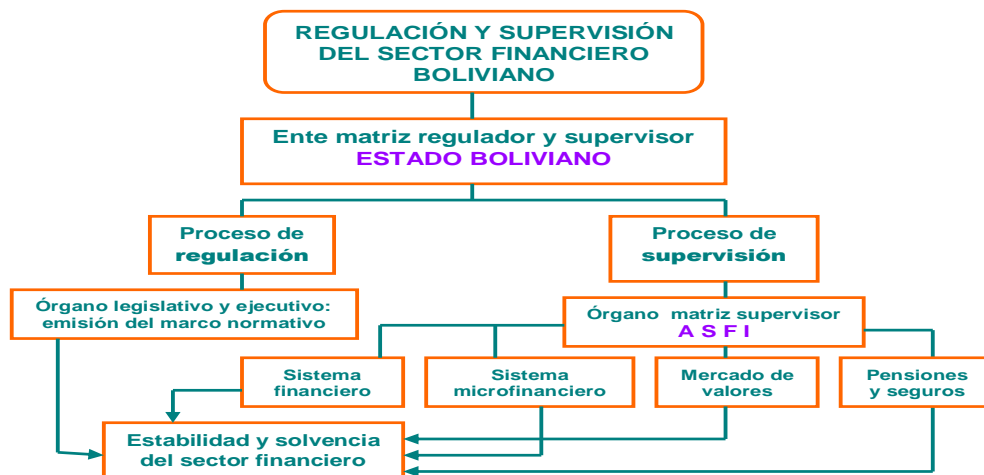 REGULACIÓN Y SUPERVISIÓN
DEL SECTOR FINANCIERO
BOLIVIANO
Ente matriz regulador y supervisor
ESTADO BOLIVIANO
Proceso de
regulación
Proceso de
supervisión
Órgano legislativo y ejecutivo:
emisión del marco normativo
Órgano matriz supervisor
A S F I
Sistema
financiero
Sistema
microfinanciero
Mercado de
valores
Pensiones
y seguros
Estabilidad y solvencia
del sector financiero